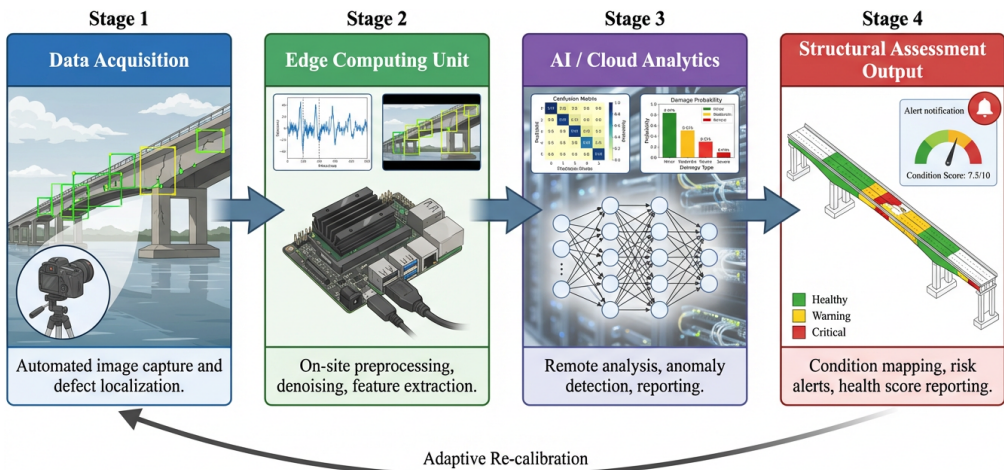 Stage 1
Data Acquisition
Automated image capture and
defect localization.
Stage 2
Edge Computing Unit
On-site preprocessing,
denoising, feature extraction.
Stage 3
AI / Cloud Analytics
Confusion Matrix
Damage Probability
Remote analysis, anomaly
detection, reporting.
Stage 4
Structural Assessment
Output
Alert notification
Condition Score: 7.5/10
Healthy
Warning
Critical
Condition mapping, risk
alerts, health score reporting.
Adaptive Re-calibration